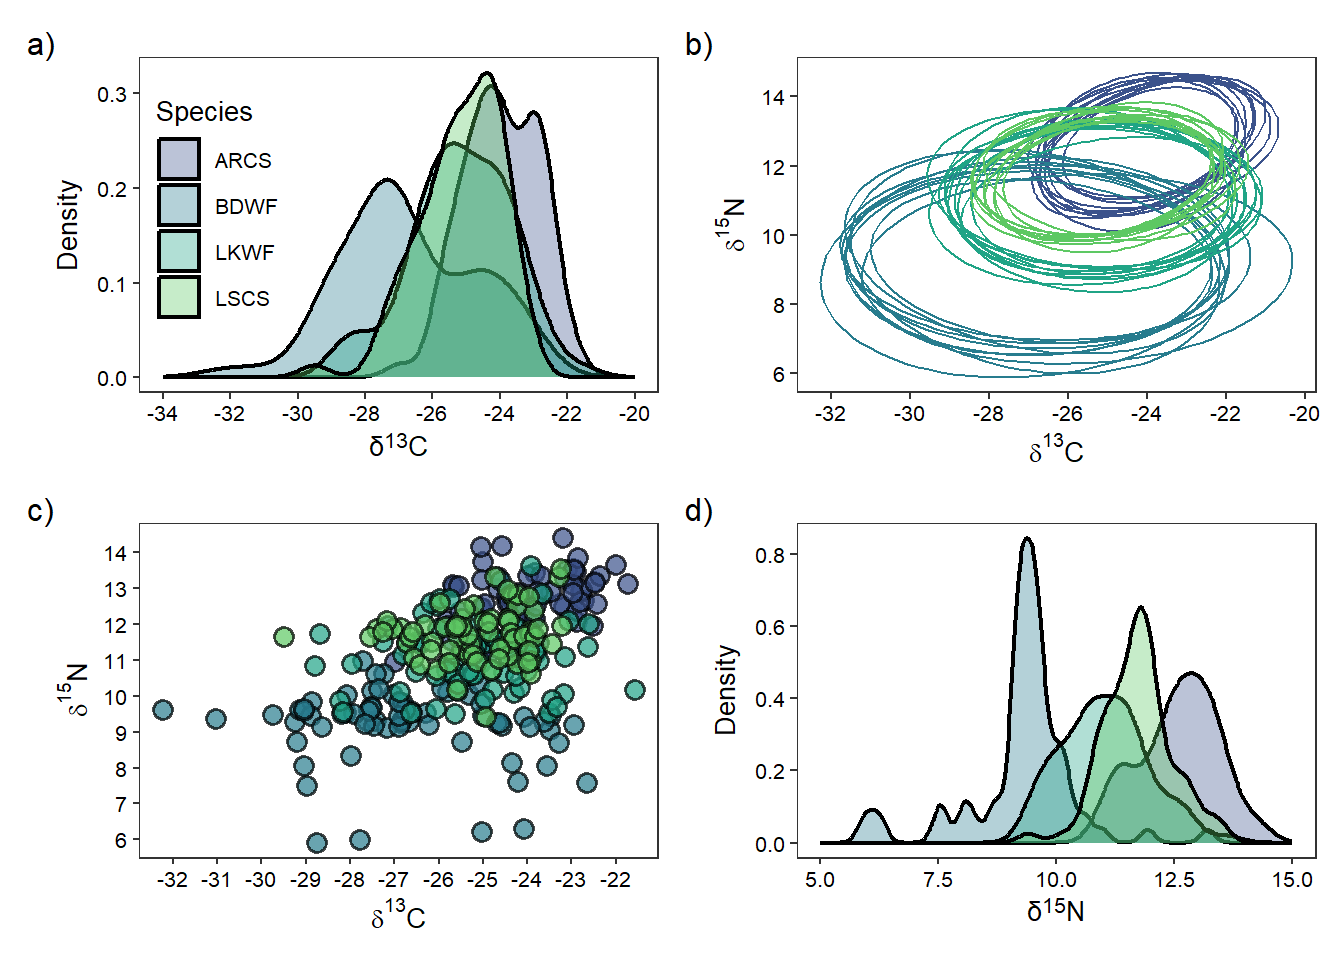 a)
Density
0.3
0.2
0.1
0.0
Species
ARCS
BDWF
LKWF
LSCS
-34 -32 -30 -28 -26 -24 -22 -20
δ¹³C
b)
δ¹⁵N
14
12
10
8
6
-32 -30 -28 -26 -24 -22 -20
δ¹³C
c)
δ¹⁵N
14
13
12
11
10
9
8
7
6
-32 -31 -30 -29 -28 -27 -26 -25 -24 -23 -22
δ¹³C
d)
Density
0.8
0.6
0.4
0.2
0.0
5.0 7.5 10.0 12.5 15.0
δ¹⁵N